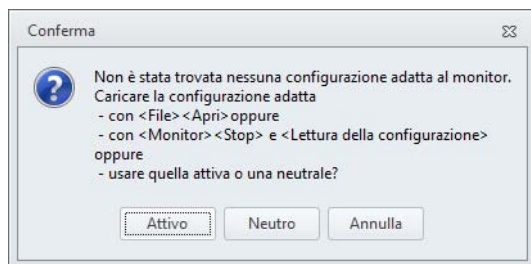 Conferma
Non è stata trovata nessuna configurazione adatta al monitor.
Caricare la configurazione adatta
- con <File><Apri>oppure
- con <Monitor><Stop> e <Lettura della configurazione>
oppure
- usare quella attiva o una neutrale?
Attivo Neutro Annulla